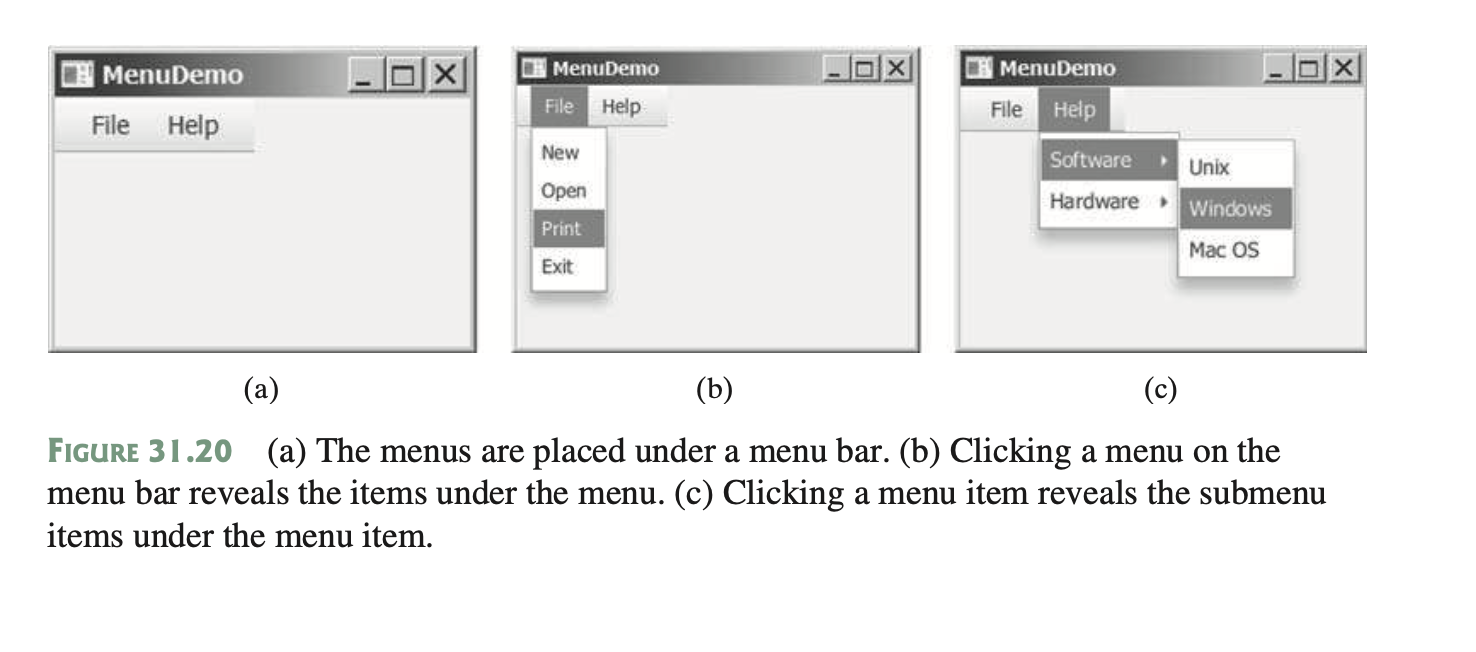 MenuDemo
File Help
MenuDemo
File Help
New
Open
Print
Exit
MenuDemo
File Help
Software
Hardware
Unix
Windows
Mac OS
(a)
(b)
(c)
FIGURE 31.20 (a) The menus are placed under a menu bar. (b) Clicking a menu on the
menu bar reveals the items under the menu. (c) Clicking a menu item reveals the submenu
items under the menu item.